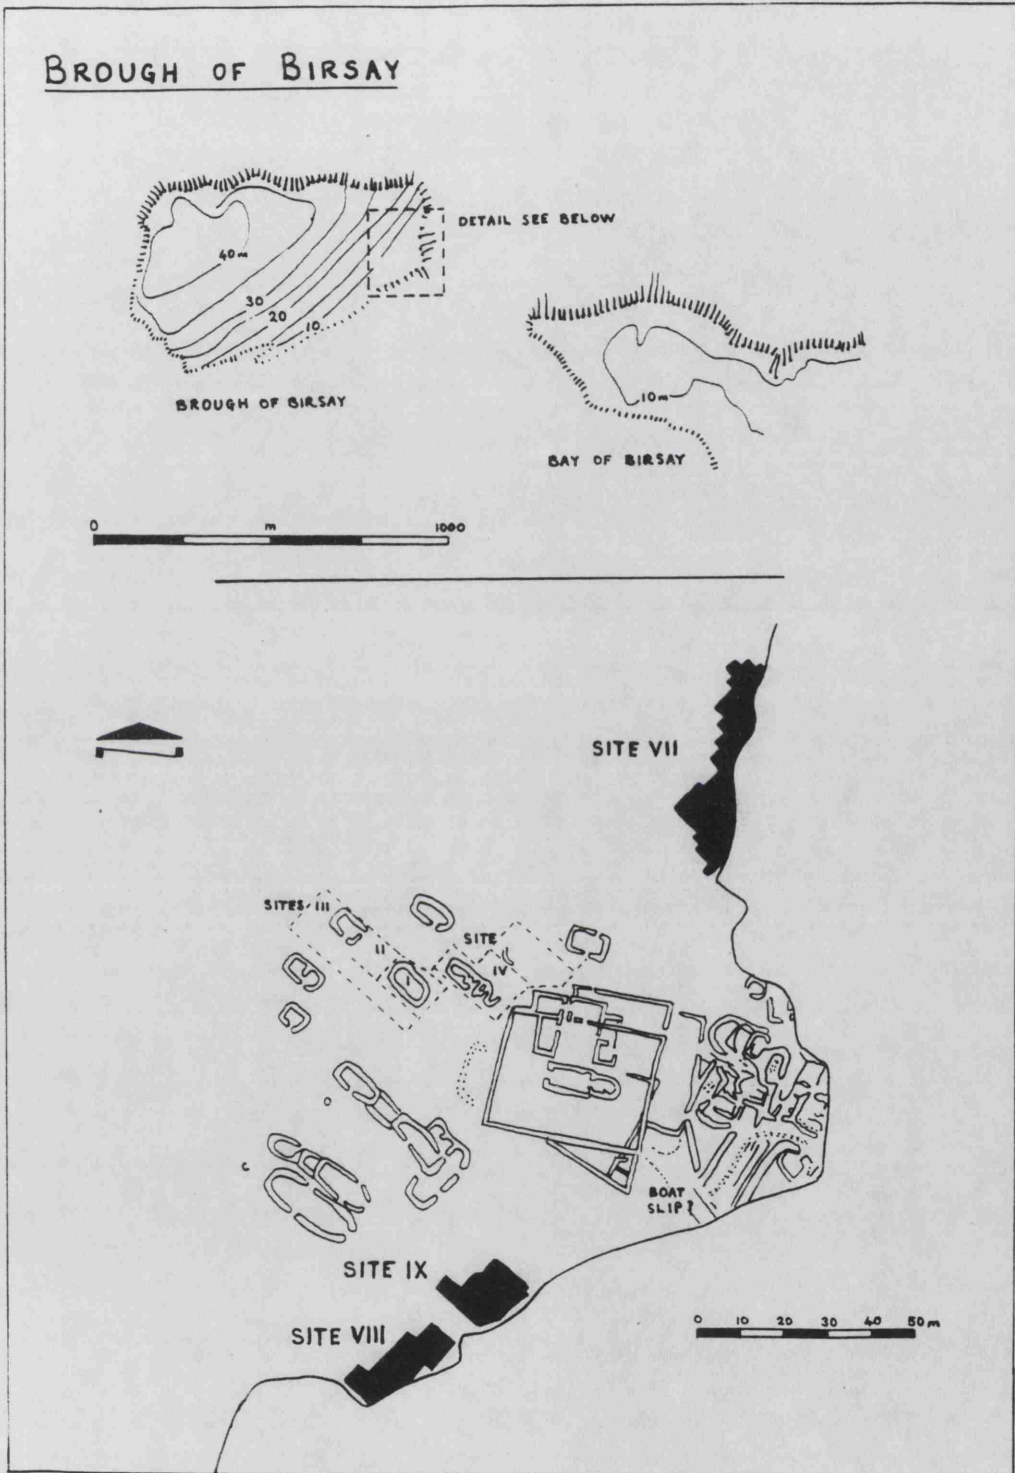 BROUGH OF BIRSAY
DETAIL SEE BELOW
40m
30
20
10
BROUGH OF BIRSAY
10m
BAY OF BIRSAY
0 m 1000
SITE VII
SITES III
II
I
SITE
IV
BOAT
SLIP?
SITE IX
SITE VIII
0 10 20 30 40 50m